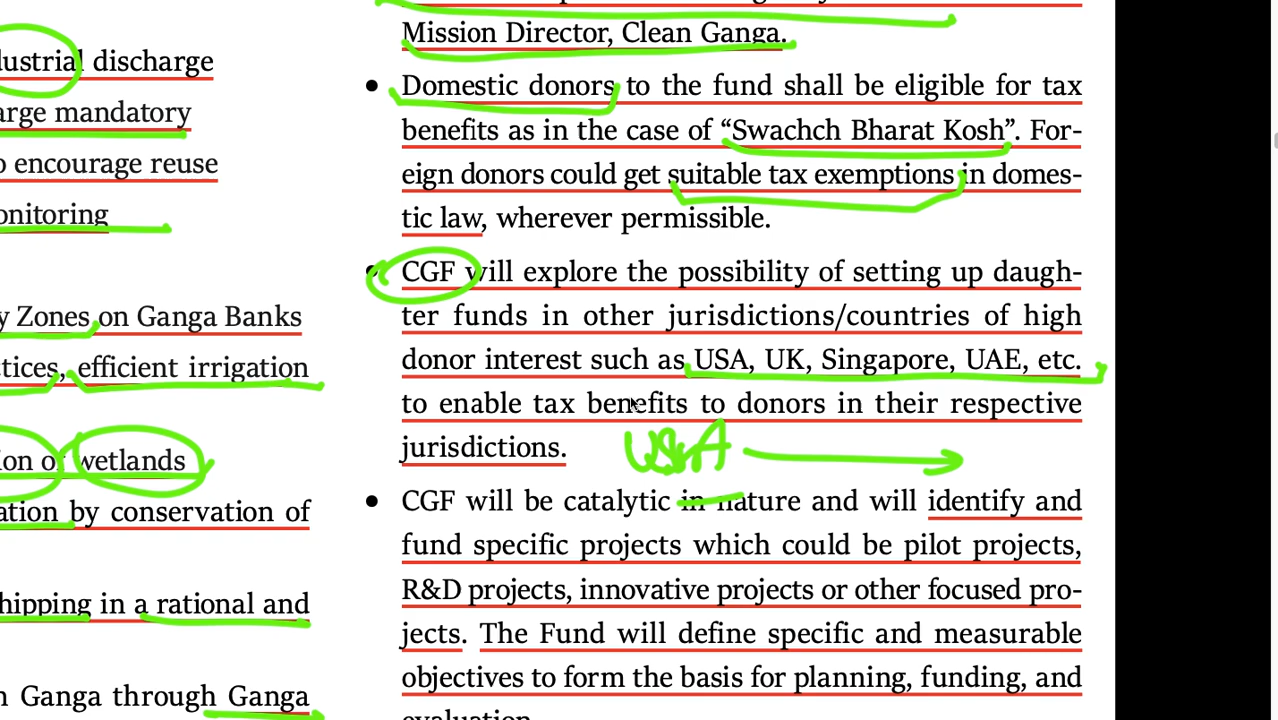 dustrial discharge
arge mandatory
o encourage reuse
onitoring
y Zones on Ganga Banks
tices, efficient irrigation
ion of wetlands
ation by conservation of
hipping in a rational and
n Ganga through Ganga
Mission Director, Clean Ganga.
• Domestic donors to the fund shall be eligible for tax
benefits as in the case of “Swachch Bharat Kosh”. For-
eign donors could get suitable tax exemptions in domes-
tic law, wherever permissible.
• CGF will explore the possibility of setting up daugh-
ter funds in other jurisdictions/countries of high
donor interest such as USA, UK, Singapore, UAE, etc.
to enable tax benefits to donors in their respective
jurisdictions.
USA
• CGF will be catalytic in nature and will identify and
fund specific projects which could be pilot projects,
R&D projects, innovative projects or other focused pro-
jects. The Fund will define specific and measurable
objectives to form the basis for planning, funding, and
evaluation.